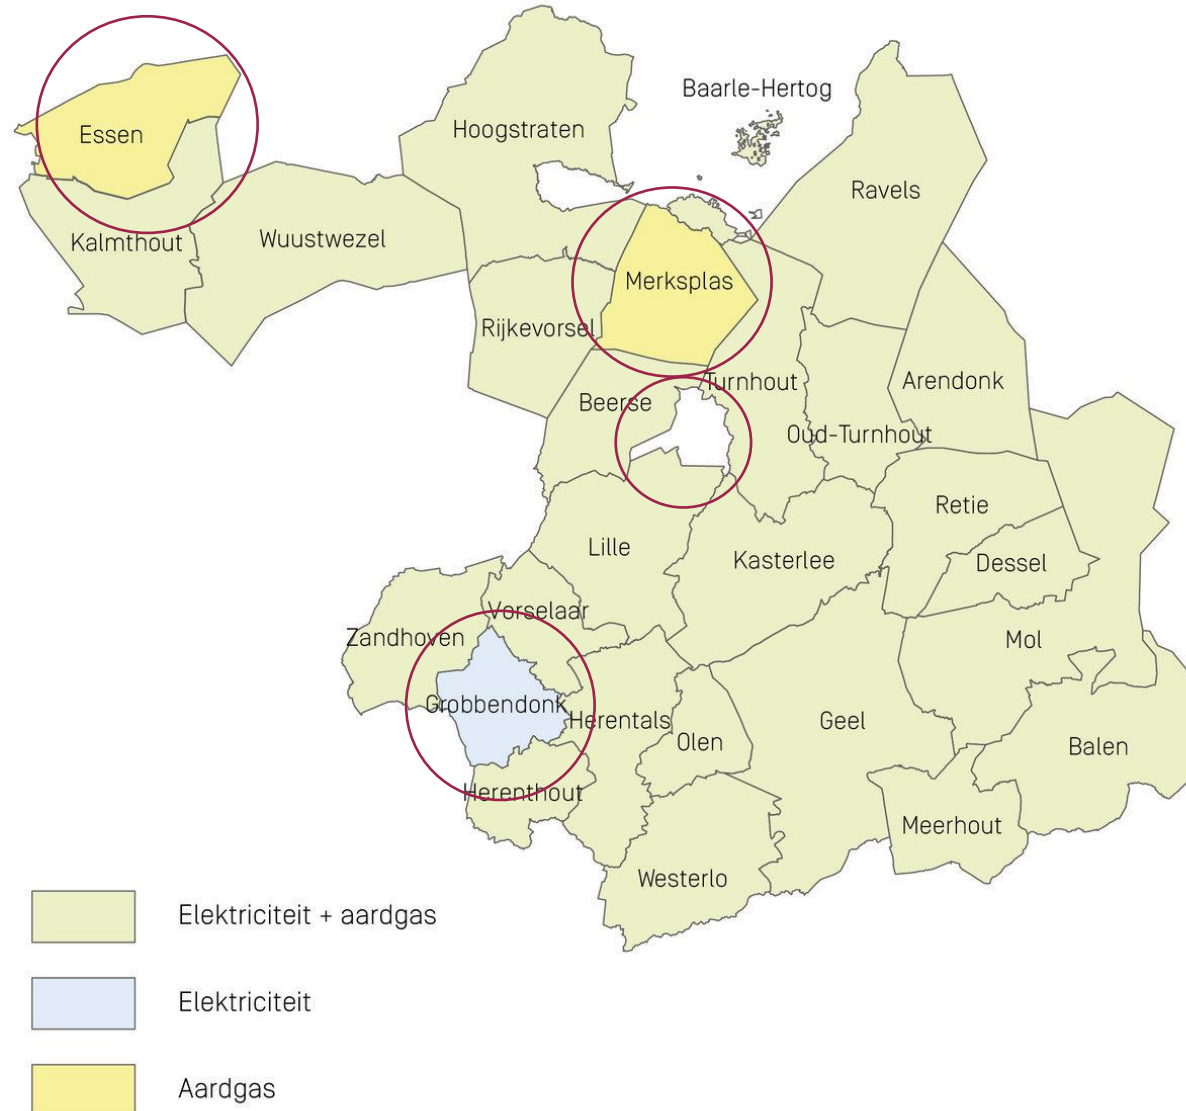 Baarle-Hertog
Essen
Hoogstraten
Ravels
Kalmthout
Wuustwezel
Merksplas
Rijkevorsel
Turnhout
Arendonk
Beerse
Oud-Turnhout
Retie
Lille
Kasterlee
Dessel
Vorselaar
Zandhoven
Mol
Grobbendonk
Herentals
Geel
Olen
Balen
Herenthout
Meerhout
Westerlo
Elektriciteit + aardgas
Elektriciteit
Aardgas